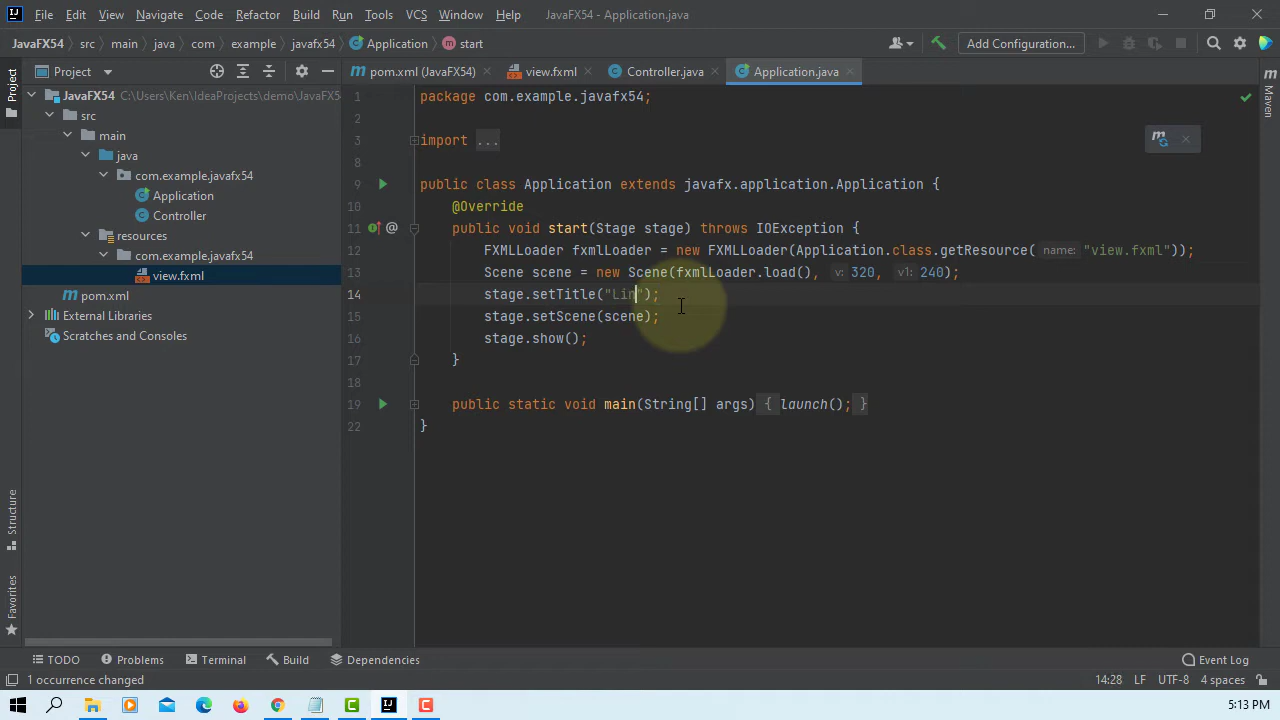 File Edit View Navigate Code Refactor Build Run Tools VCS Window Help JavaFX54 - Application.java
JavaFX54 src main java com example javafx54 Application start Add Configuration...
Project
Project
pom.xml (JavaFX54) view.fxml Controller.java Application.java
Maven
JavaFX54 C:\Users\Ken\IdeaProjects\demo\JavaFX5
src
main
java
com.example.javafx54
Application
Controller
resources
com.example.javafx54
view.fxml
pom.xml
External Libraries
Scratches and Consoles
1 package com.example.javafx54;
2
3 import ...
8
9 public class Application extends javafx.application.Application {
10 @Override
11 public void start(Stage stage) throws IOException {
12 FXMLLoader fxmlLoader = new FXMLLoader(Application.class.getResource( name: "view.fxml"));
13 Scene scene = new Scene(fxmlLoader.load(), v: 320, v1: 240);
14 stage.setTitle("Lin");
15 stage.setScene(scene);
16 stage.show();
17 }
18
19 public static void main(String[] args) { launch(); }
22 }
Structure
Favorites
TODO Problems Terminal Build Dependencies Event Log
1 occurrence changed 14:28 LF UTF-8 4 spaces
5:13 PM